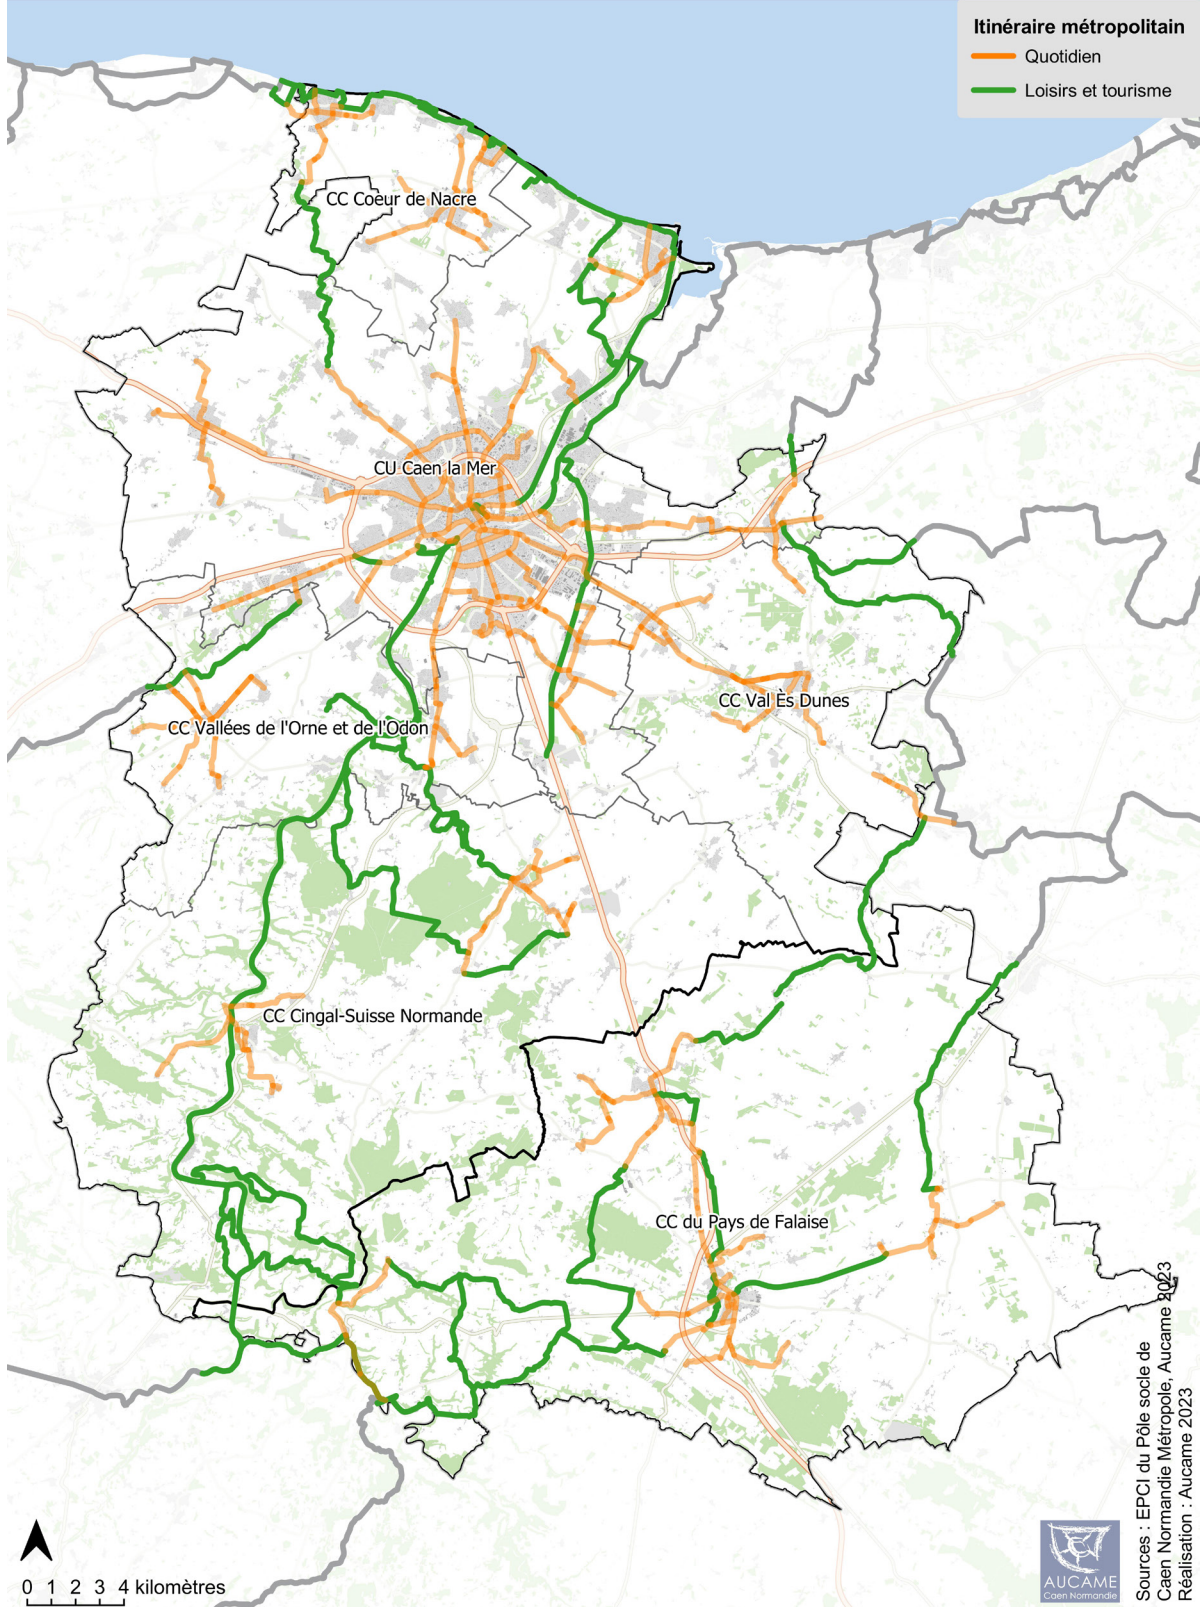 Itinéraire métropolitain
Quotidien
Loisirs et tourisme
CC Coeur de Nacre
CU Caen la Mer
CC Val Ès Dunes
CC Vallées de l'Orne et de l'Odon
CC Cingal-Suisse Normande
CC du Pays de Falaise
0 1 2 3 4 kilomètres
AUCAME
Caen Normandie
Sources : EPCI du Pôle socle de
Caen Normandie Métropole, Aucame 2023
Réalisation : Aucame 2023